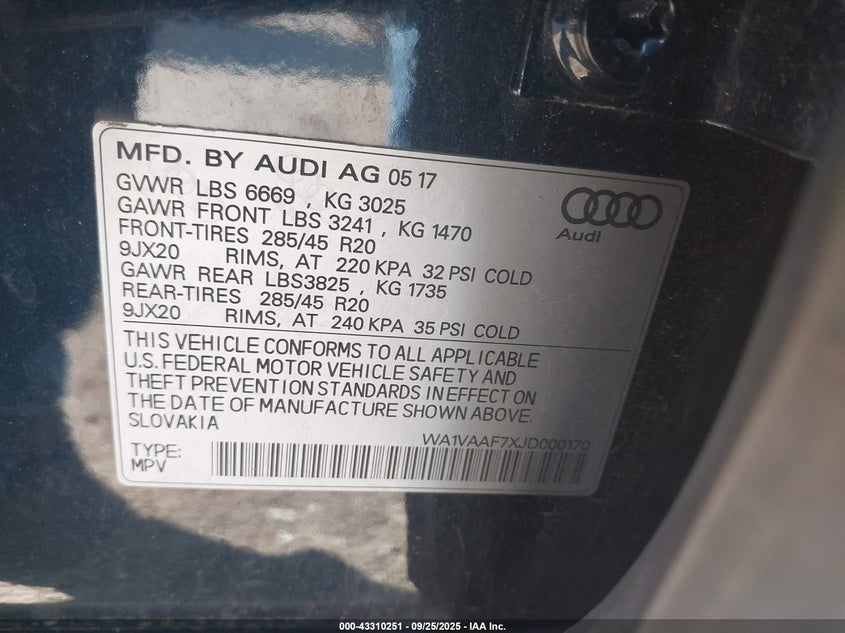 MFD. BY AUDI AG 05 17
GVWR LBS 6669 , KG 3025
GAWR FRONT LBS 3241 , KG 1470
FRONT-TIRES 285/45 R20
9JX20 RIMS, AT 220 KPA 32 PSI COLD
GAWR REAR LBS3825 , KG 1735
REAR-TIRES 285/45 R20
9JX20 RIMS, AT 240 KPA 35 PSI COLD
Audi
THIS VEHICLE CONFORMS TO ALL APPLICABLE
U.S. FEDERAL MOTOR VEHICLE SAFETY AND
THEFT PREVENTION STANDARDS IN EFFECT ON
THE DATE OF MANUFACTURE SHOWN ABOVE.
SLOVAKIA
WA1VAAF7XJD000170
TYPE:
MPV
000-43310251 - 09/25/2025 - IAA Inc.